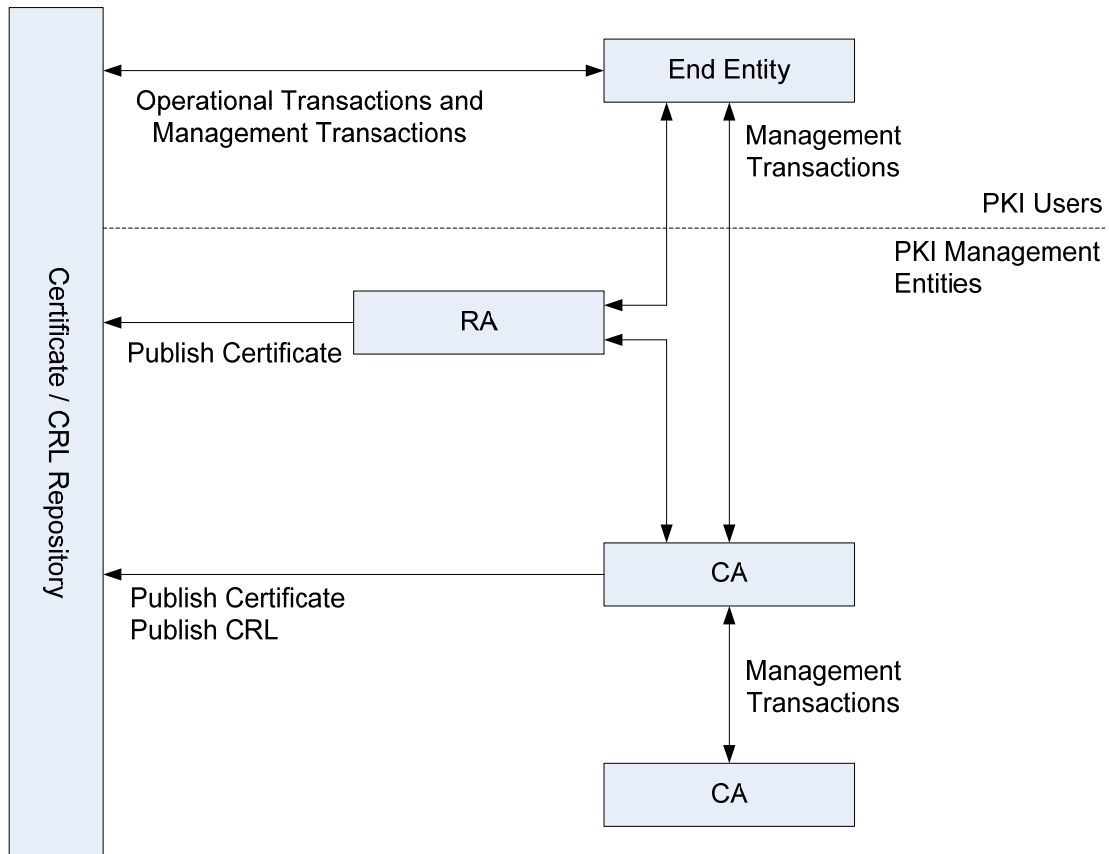 End Entity
Operational Transactions and
Management Transactions
Management
Transactions
PKI Users
PKI Management
Entities
Certificate / CRL Repository
RA
Publish Certificate
CA
Publish Certificate
Publish CRL
Management
Transactions
CA